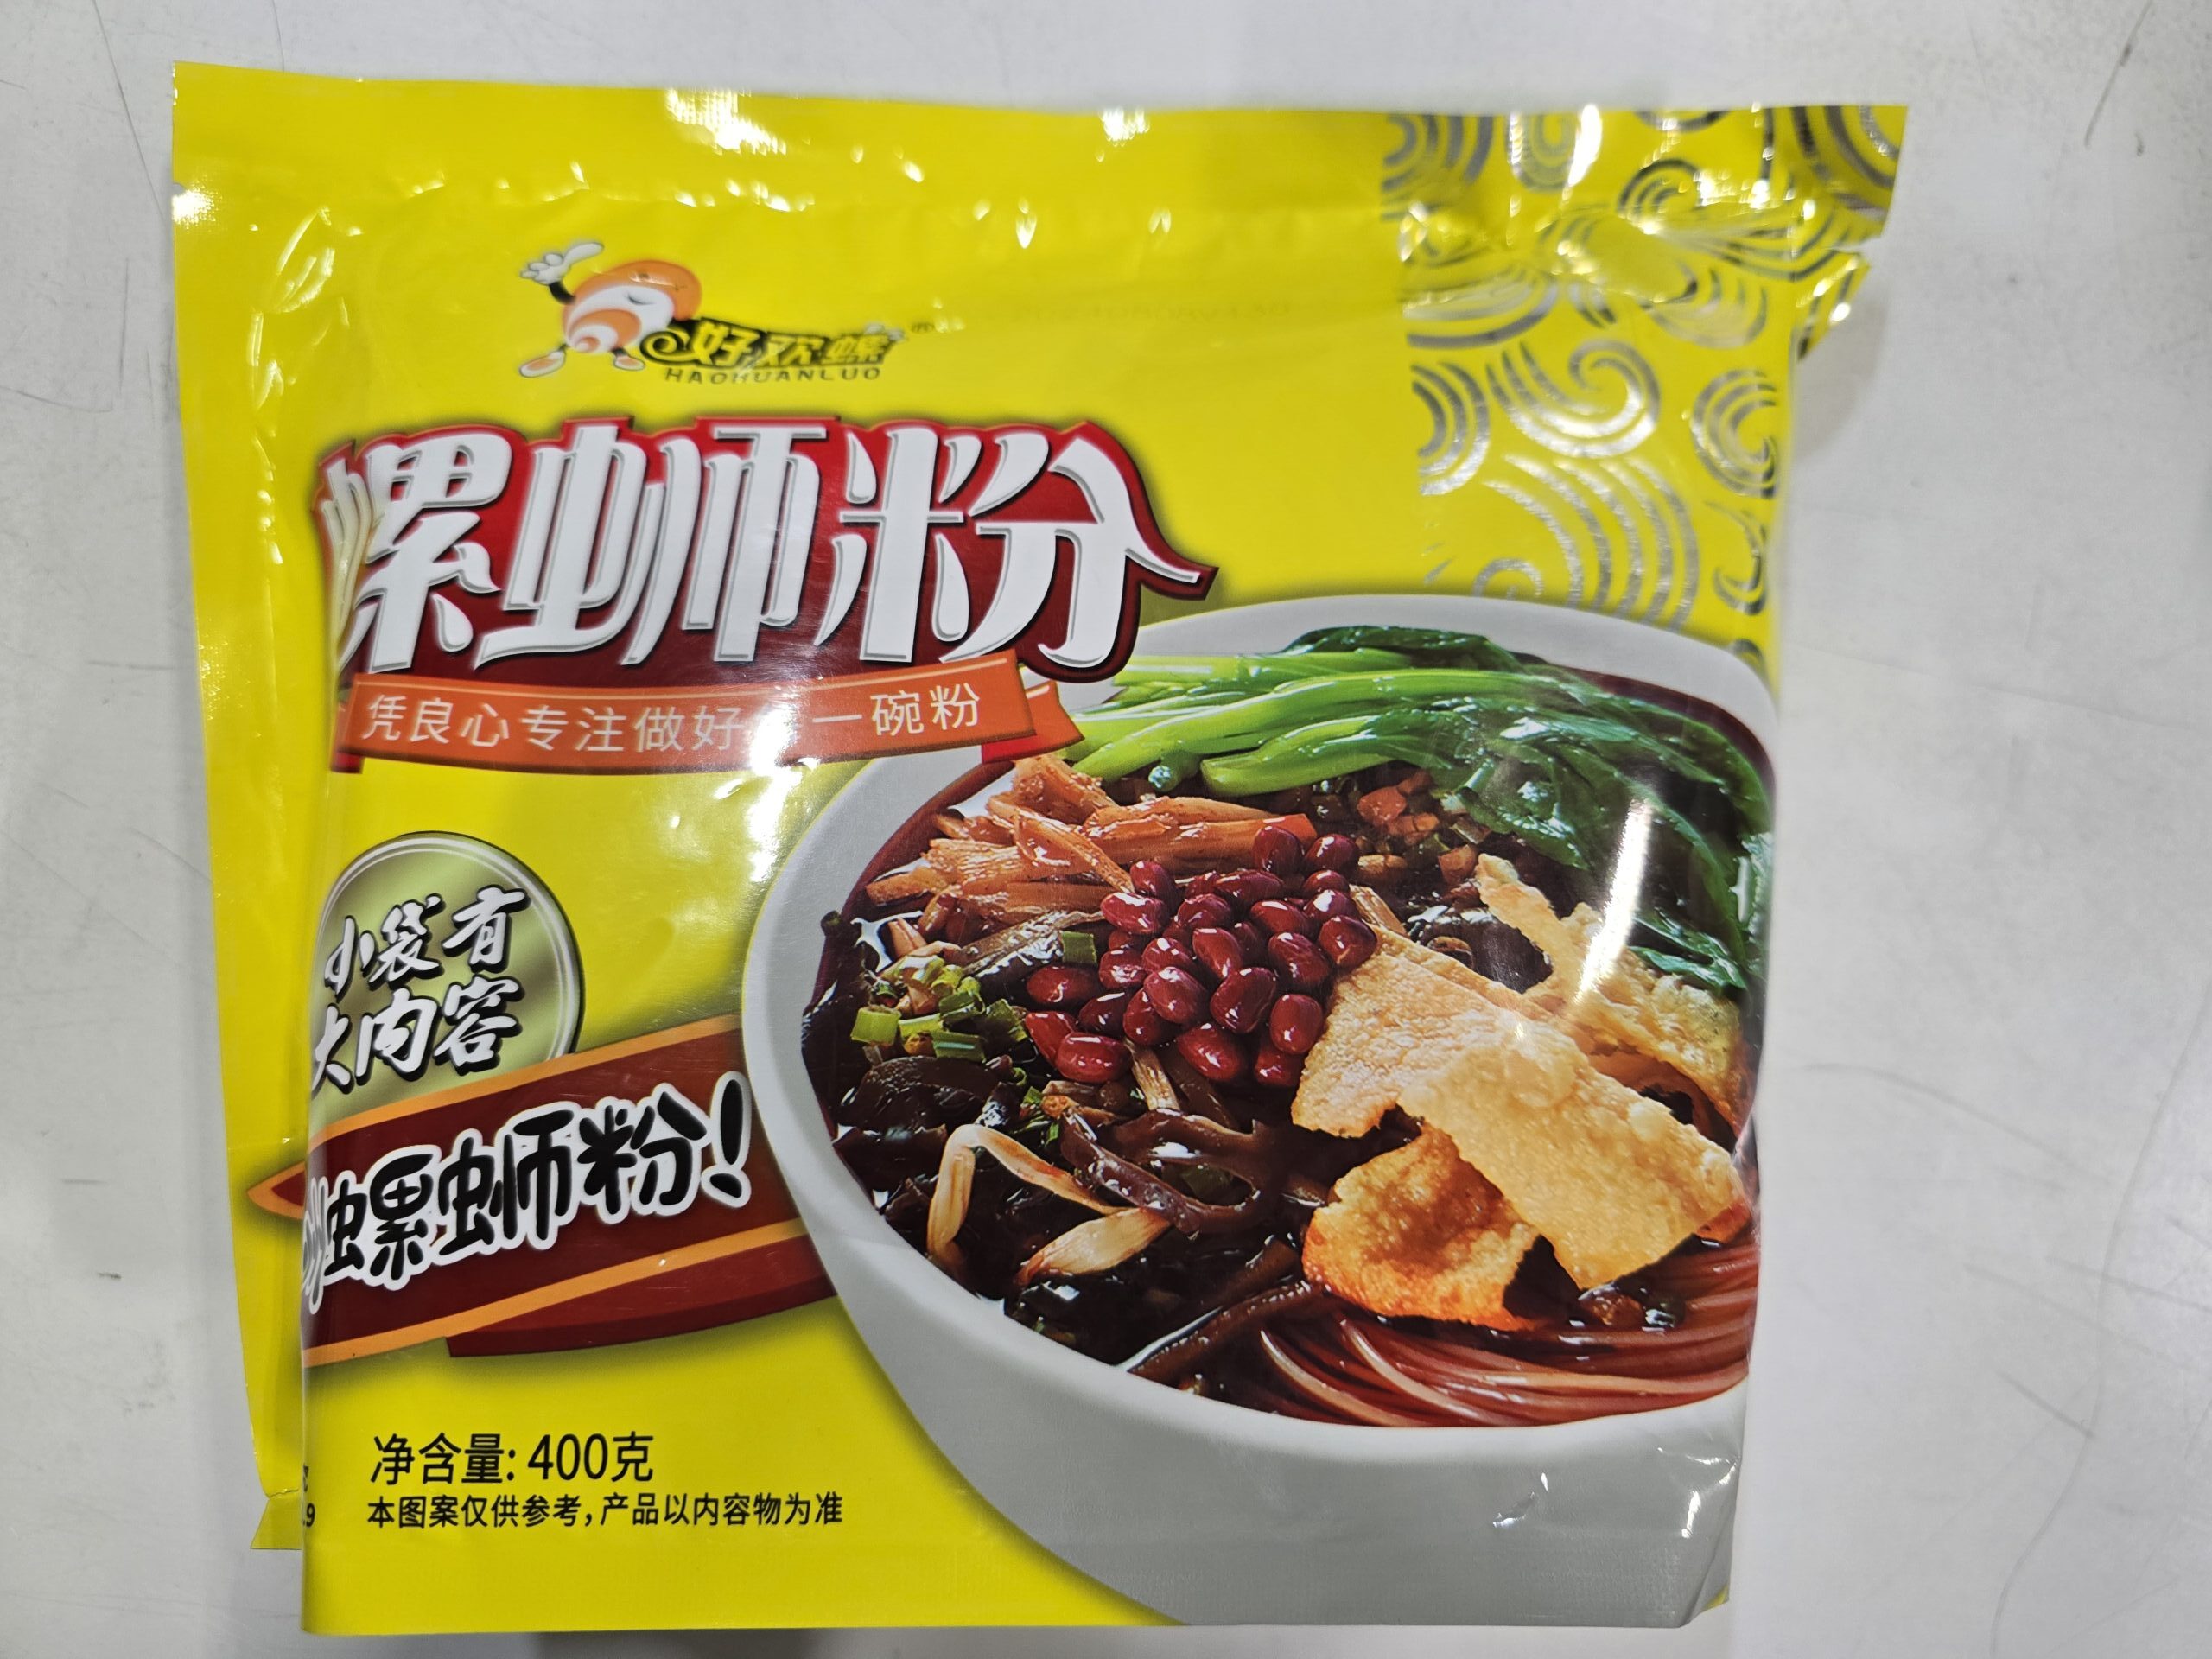 好欢螺
HAOHUANLUO
螺蛳粉
凭良心专注做好 一碗粉
小袋有
大内容
螺蛳粉!
净含量: 400克
本图案仅供参考,产品以内容物为准
9